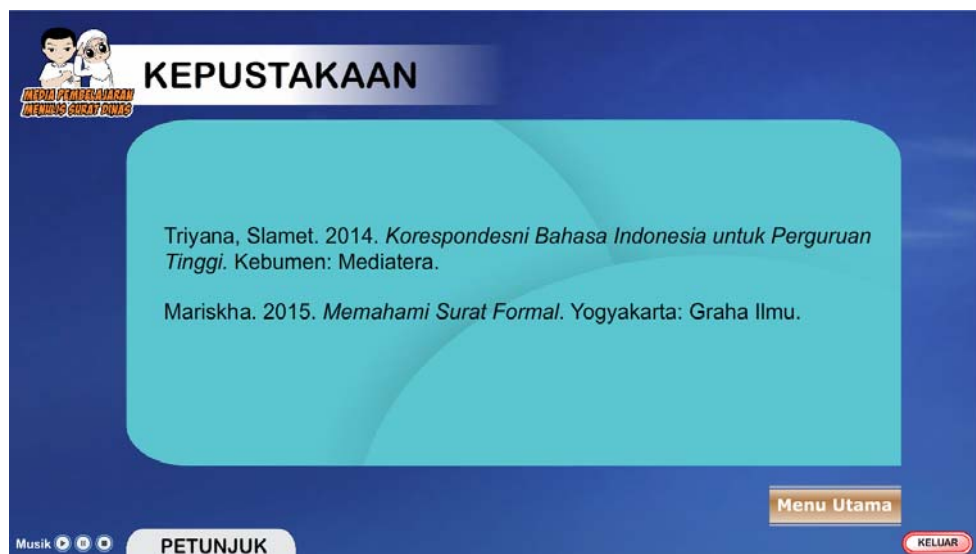 MEDIA PEMBELAJARAN
MENULIS SURAT DINAS
KEPUSTAKAAN
Triyana, Slamet. 2014. Korespondesni Bahasa Indonesia untuk Perguruan
Tinggi. Kebumen: Mediatera.
Mariskha. 2015. Memahami Surat Formal. Yogyakarta: Graha Ilmu.
Menu Utama
Musik
PETUNJUK
KELUAR